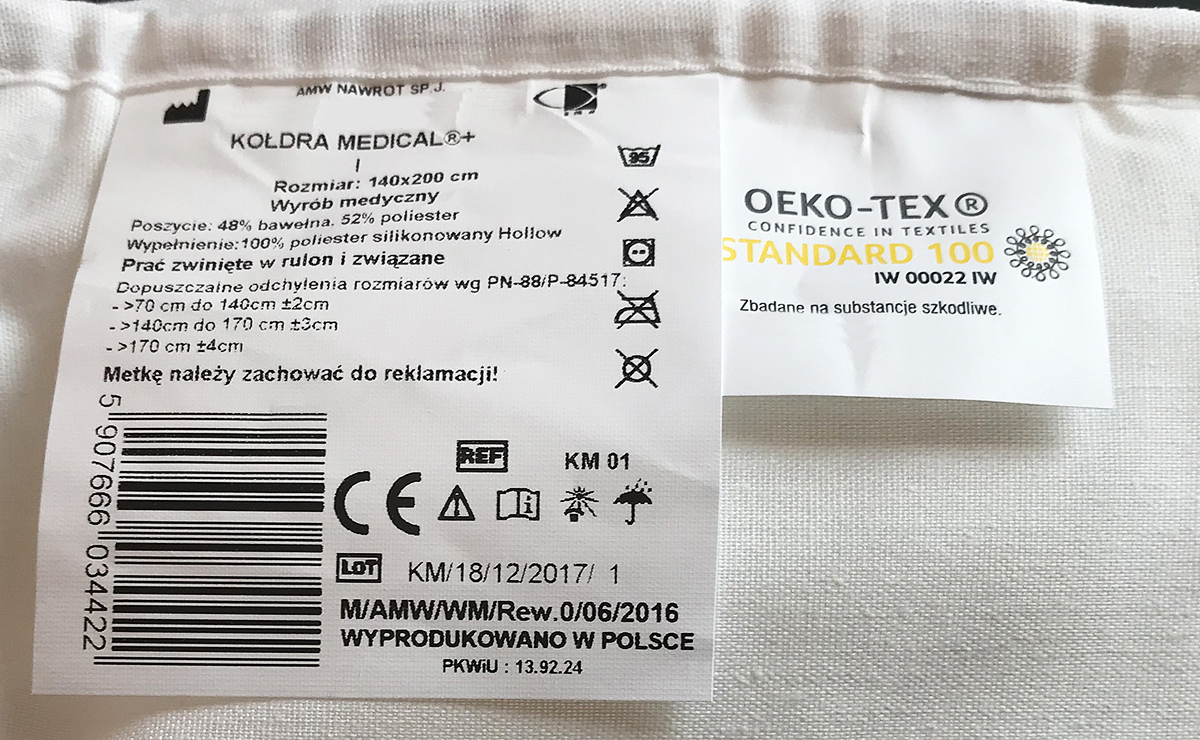 AMW NAWROT SP.J.
KOŁDRA MEDICAL®+
I
Rozmiar: 140x200 cm
Wyrób medyczny
Poszycie: 48% bawełna. 52% poliester
Wypełnienie:100% poliester silikonowany Hollow
Prać zwinięte w rulon i związane
Dopuszczalne odchylenia rozmiarów wg PN-88/P-84517:
- >70 cm do 140cm ±2cm
- >140cm do 170 cm ±3cm
- >170 cm ±4cm
Metkę należy zachować do reklamacji!
95
5 907666 034422
REF KM 01
CE
LOT KM/18/12/2017/ 1
M/AMW/WM/Rew.0/06/2016
WYPRODUKOWANO W POLSCE
PKWiU : 13.92.24
OEKO-TEX®
CONFIDENCE IN TEXTILES
STANDARD 100
IW 00022 IW
Zbadane na substancje szkodliwe.